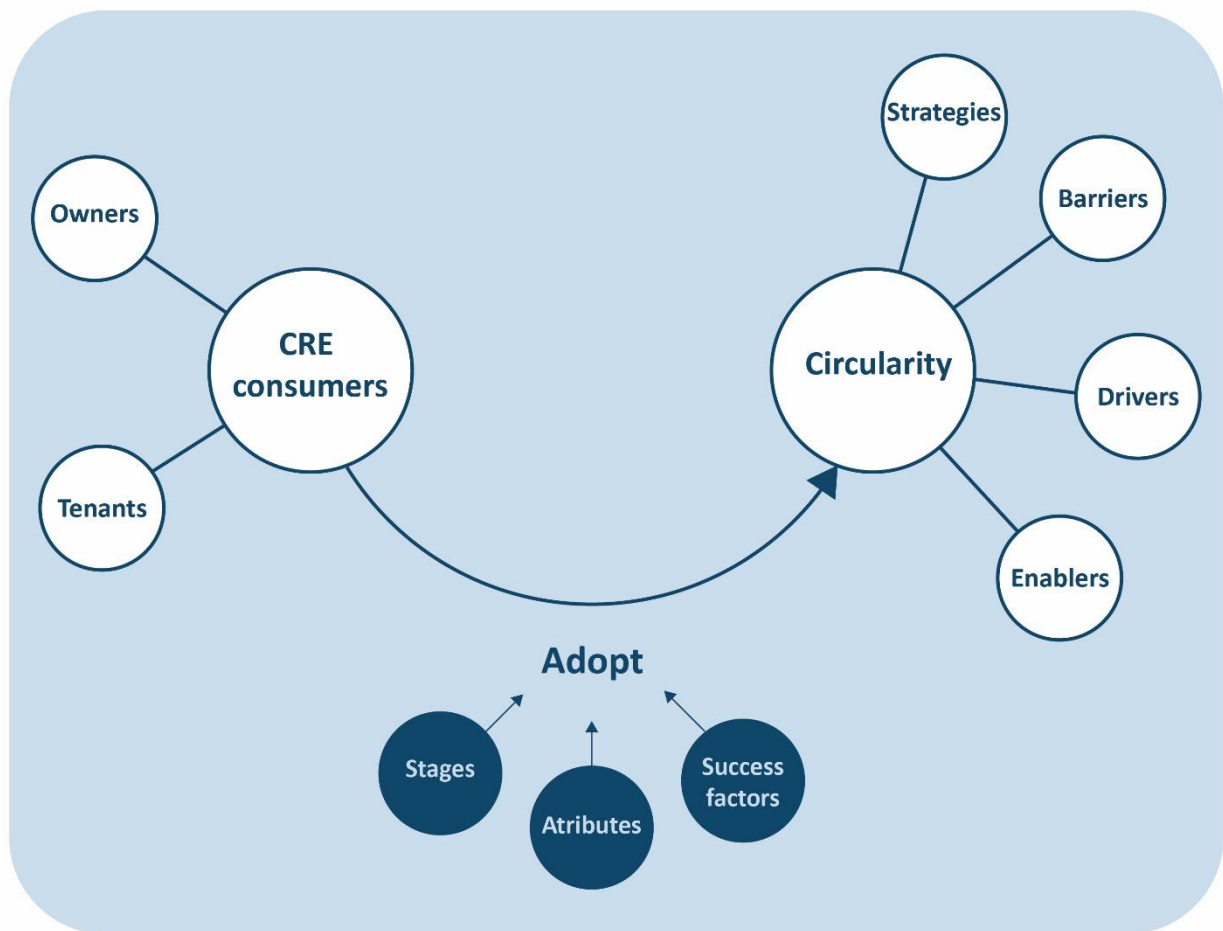 Strategies
Barriers
Owners
CRE
consumers
Circularity
Drivers
Tenants
Enablers
Adopt
Stages
Success
factors
Atributes